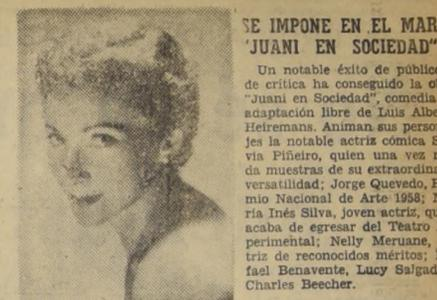 SE IMPONE EN EL MAR
"JUANI EN SOCIEDAD"
Un notable éxito de públic
de crítica ha conseguido la o
"Juani en Sociedad", comedia
adaptación libre de Luis Albe
Heiremans. Animan sus perso
jes la notable actriz cómica S
via Piñeiro, quien una vez
da muestras de su extraordina
versatilidad; Jorge Quevedo,
mio Nacional de Arte 1958;
ría Inés Silva, joven actriz, qu
acaba de egresar del Teatro
perimental; Nelly Meruane,
triz de reconocidos méritos;
fael Benavente, Lucy Salgad
Charles Beecher.